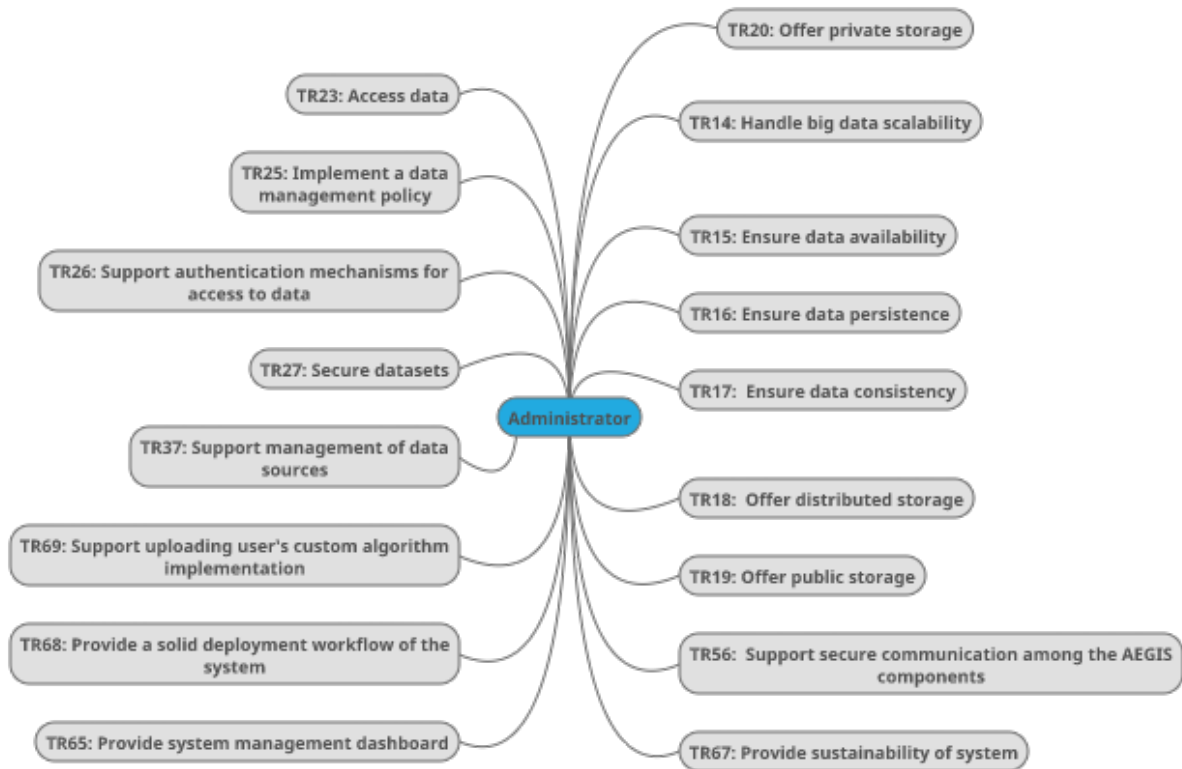 TR20: Offer private storage
TR23: Access data
TR14: Handle big data scalability
TR25: Implement a data
management policy
TR15: Ensure data availability
TR26: Support authentication mechanisms for
access to data
TR16: Ensure data persistence
TR27: Secure datasets
TR17:  Ensure data consistency
Administrator
TR37: Support management of data
sources
TR18:  Offer distributed storage
TR69: Support uploading user's custom algorithm
implementation
TR19: Offer public storage
TR68: Provide a solid deployment workflow of the
system
TR56:  Support secure communication among the AEGIS
components
TR65: Provide system management dashboard
TR67: Provide sustainability of system